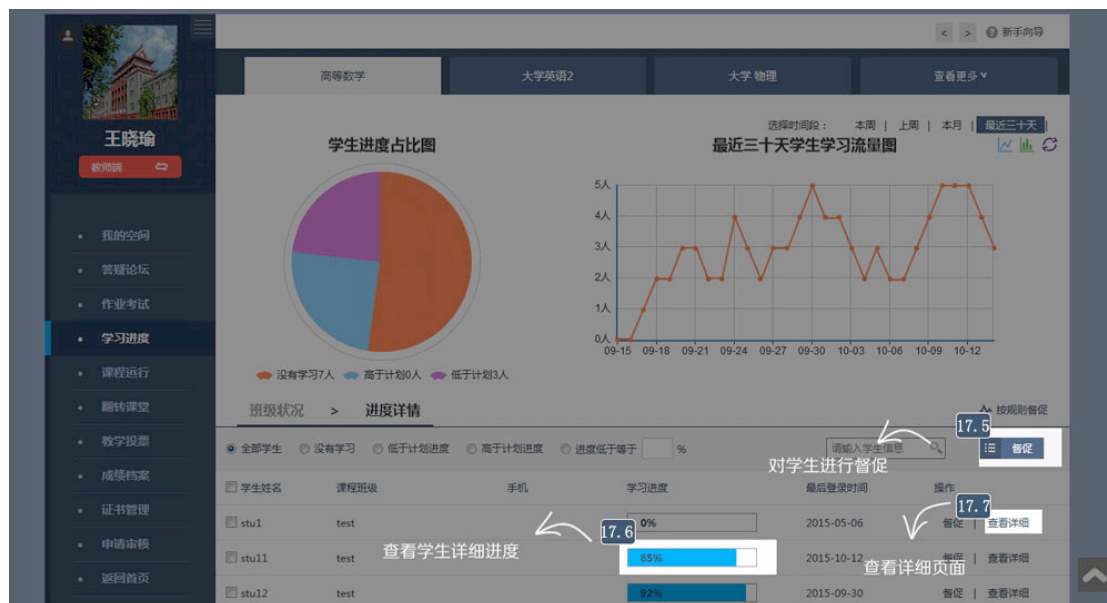 < > 新手向导
王晓瑜
教师端
我的空间
答疑论坛
作业考试
学习进度
课程运行
翻转课堂
教学投票
成绩档案
证书管理
申请审核
返回首页
高等数学 大学英语2 大学 物理 查看更多
学生进度占比图
没有学习7人 高于计划0人 低于计划3人
选择时间段： 本周 | 上周 | 本月 | 最近三十天 |
最近三十天学生学习流量图
5人
4人
3人
2人
1人
0人
09-15 09-18 09-21 09-24 09-27 09-30 10-03 10-06 10-09 10-12
班级状况 > 进度详情 按规则督促
17.5
全部学生 没有学习 低于计划进度 高于计划进度 进度低于等于 % 请输入学生信息 督促
对学生进行督促
学生姓名 课程班级 手机 学习进度 最后登录时间 操作
17.7
stu1 test 0% 2015-05-06 督促 | 查看详细
17.6
查看学生详细进度
stu11 test 85% 2015-10-12 督促 | 查看详细
查看详细页面
stu12 test 92% 2015-09-30 督促 | 查看详细